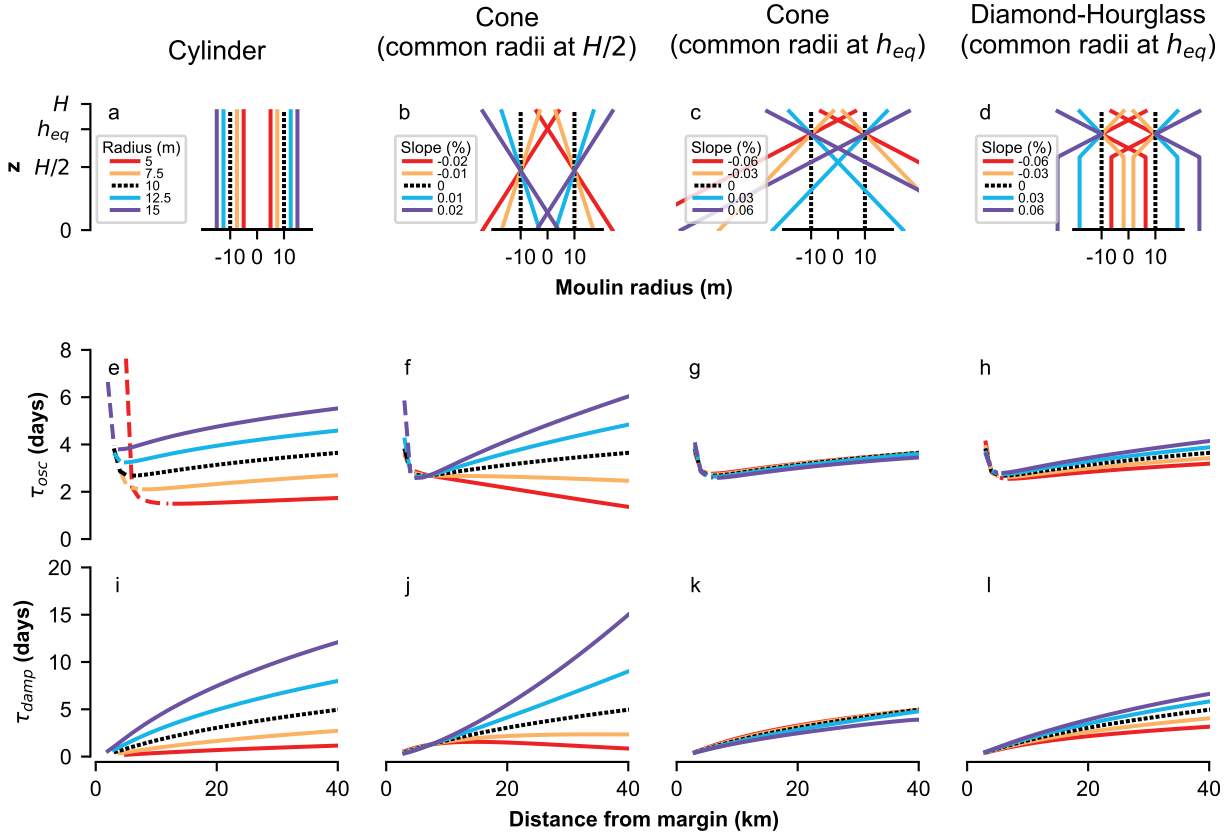 Cylinder
Cone
(common radii at H/2)
Cone
(common radii at h_eq)
Diamond-Hourglass
(common radii at h_eq)
z
H
h_eq
H/2
0
a
Radius (m)
5
7.5
10
12.5
15
-10 0 10
b
Slope (%)
-0.02
-0.01
0
0.01
0.02
-10 0 10
c
Slope (%)
-0.06
-0.03
0
0.03
0.06
-10 0 10
d
Slope (%)
-0.06
-0.03
0
0.03
0.06
-10 0 10
Moulin radius (m)
τ_osc (days)
8
6
4
2
0
e
f
g
h
τ_damp (days)
20
15
10
5
0
i
j
k
l
0 20 40
0 20 40
0 20 40
0 20 40
Distance from margin (km)